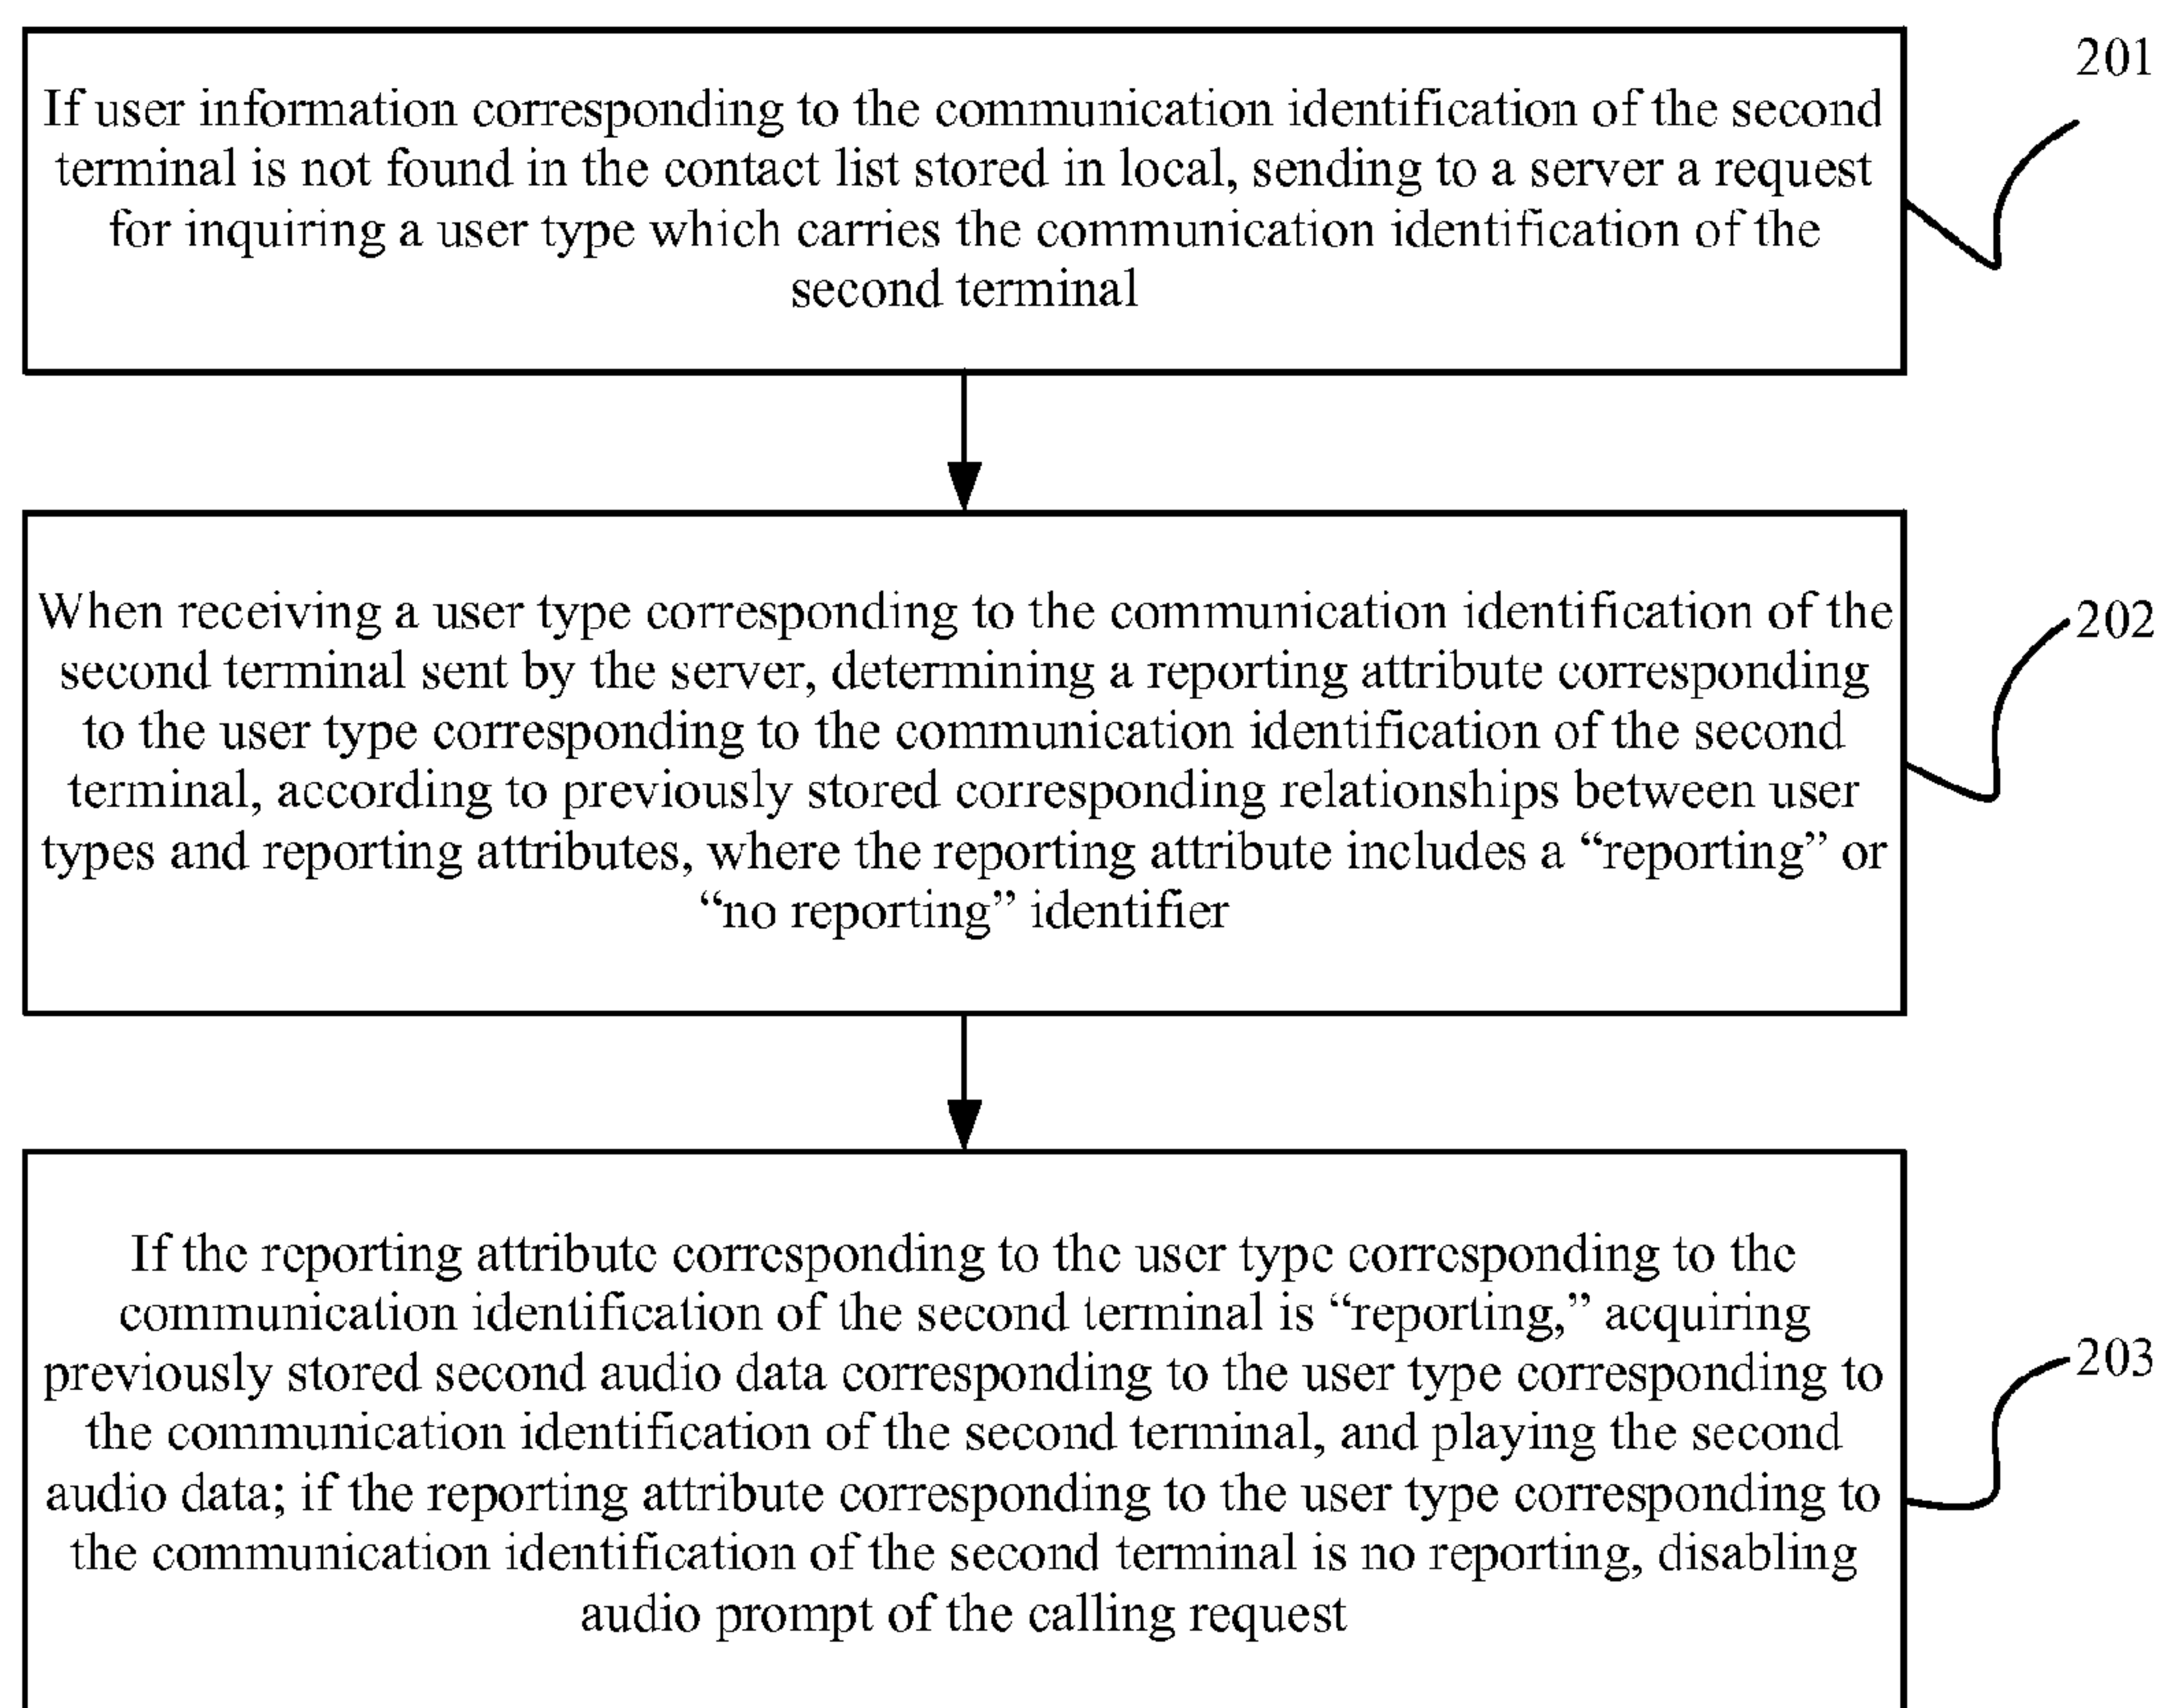 201
If user information corresponding to the communication identification of the second
terminal is not found in the contact list stored in local, sending to a server a request
for inquiring a user type which carries the communication identification of the
second terminal
202
When receiving a user type corresponding to the communication identification of the
second terminal sent by the server, determining a reporting attribute corresponding
to the user type corresponding to the communication identification of the second
terminal, according to previously stored corresponding relationships between user
types and reporting attributes, where the reporting attribute includes a “reporting” or
“no reporting” identifier
203
If the reporting attribute corresponding to the user type corresponding to the
communication identification of the second terminal is “reporting,” acquiring
previously stored second audio data corresponding to the user type corresponding to
the communication identification of the second terminal, and playing the second
audio data; if the reporting attribute corresponding to the user type corresponding to
the communication identification of the second terminal is no reporting, disabling
audio prompt of the calling request